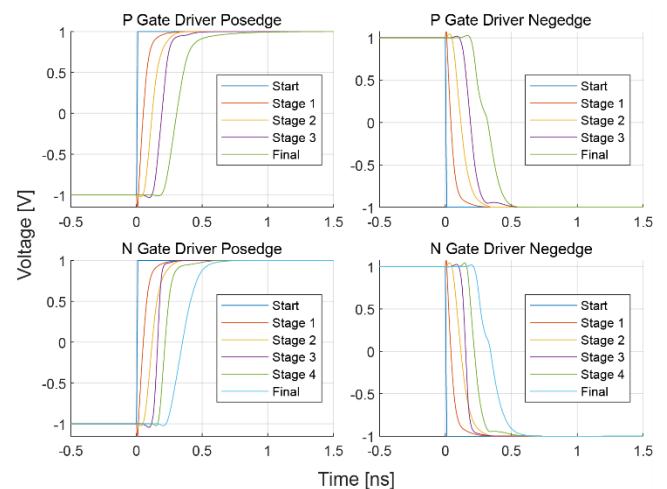 P Gate Driver Posedge
1
0.5
0
-0.5
-1
-0.5
0
0.5
1
1.5
Start
Stage 1
Stage 2
Stage 3
Final
P Gate Driver Negedge
1
0.5
0
-0.5
-1
-0.5
0
0.5
1
1.5
Start
Stage 1
Stage 2
Stage 3
Final
Voltage [V]
N Gate Driver Posedge
1
0.5
0
-0.5
-1
-0.5
0
0.5
1
1.5
Start
Stage 1
Stage 2
Stage 3
Stage 4
Final
N Gate Driver Negedge
1
0.5
0
-0.5
-1
-0.5
0
0.5
1
1.5
Start
Stage 1
Stage 2
Stage 3
Stage 4
Final
Time [ns]